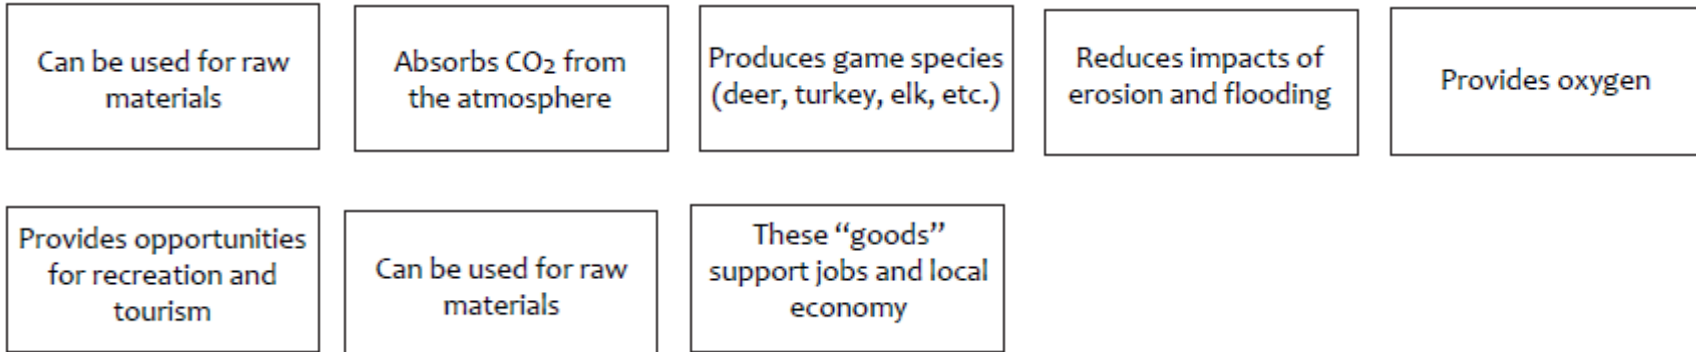 Can be used for raw
materials
Absorbs CO₂ from
the atmosphere
Produces game species
(deer, turkey, elk, etc.)
Reduces impacts of
erosion and flooding
Provides oxygen
Provides opportunities
for recreation and
tourism
Can be used for raw
materials
These “goods”
support jobs and local
economy